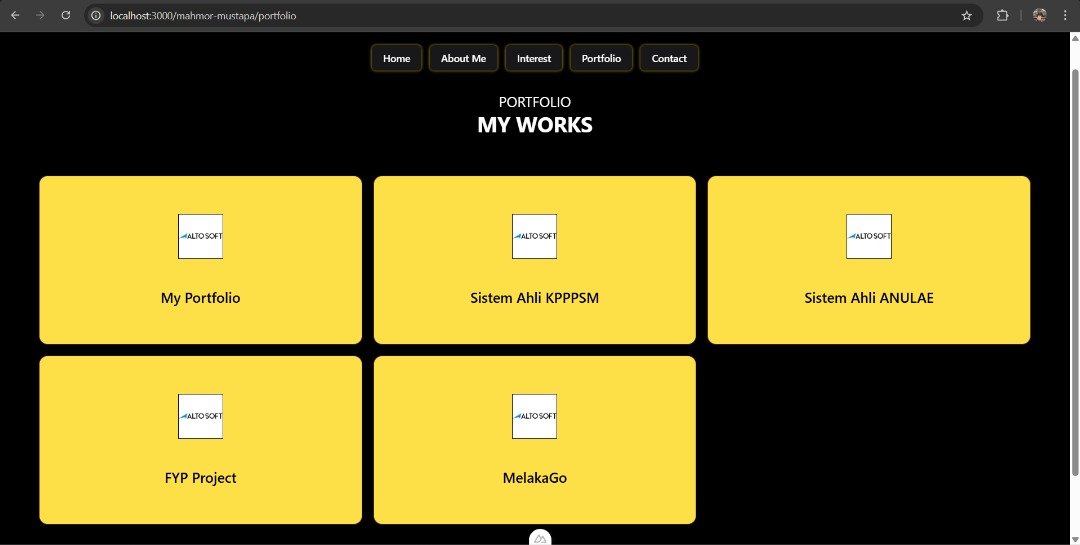 localhost:3000/mahmor-mustapa/portfolio
Home About Me Interest Portfolio Contact
PORTFOLIO
MY WORKS
ALTO SOFT ALTO SOFT ALTO SOFT
My Portfolio Sistem Ahli KPPPSM Sistem Ahli ANULAE
ALTO SOFT ALTO SOFT
FYP Project MelakaGo